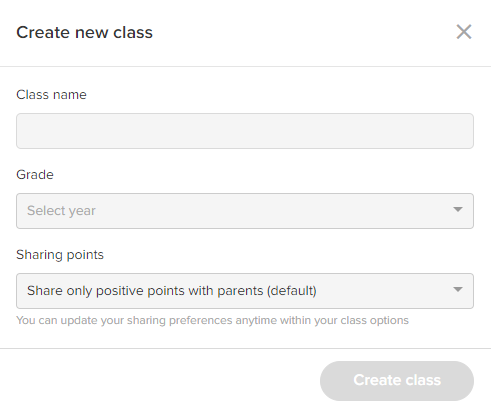 Create new class
Class name
Grade
Select year
Sharing points
Share only positive points with parents (default)
You can update your sharing preferences anytime within your class options
Create class